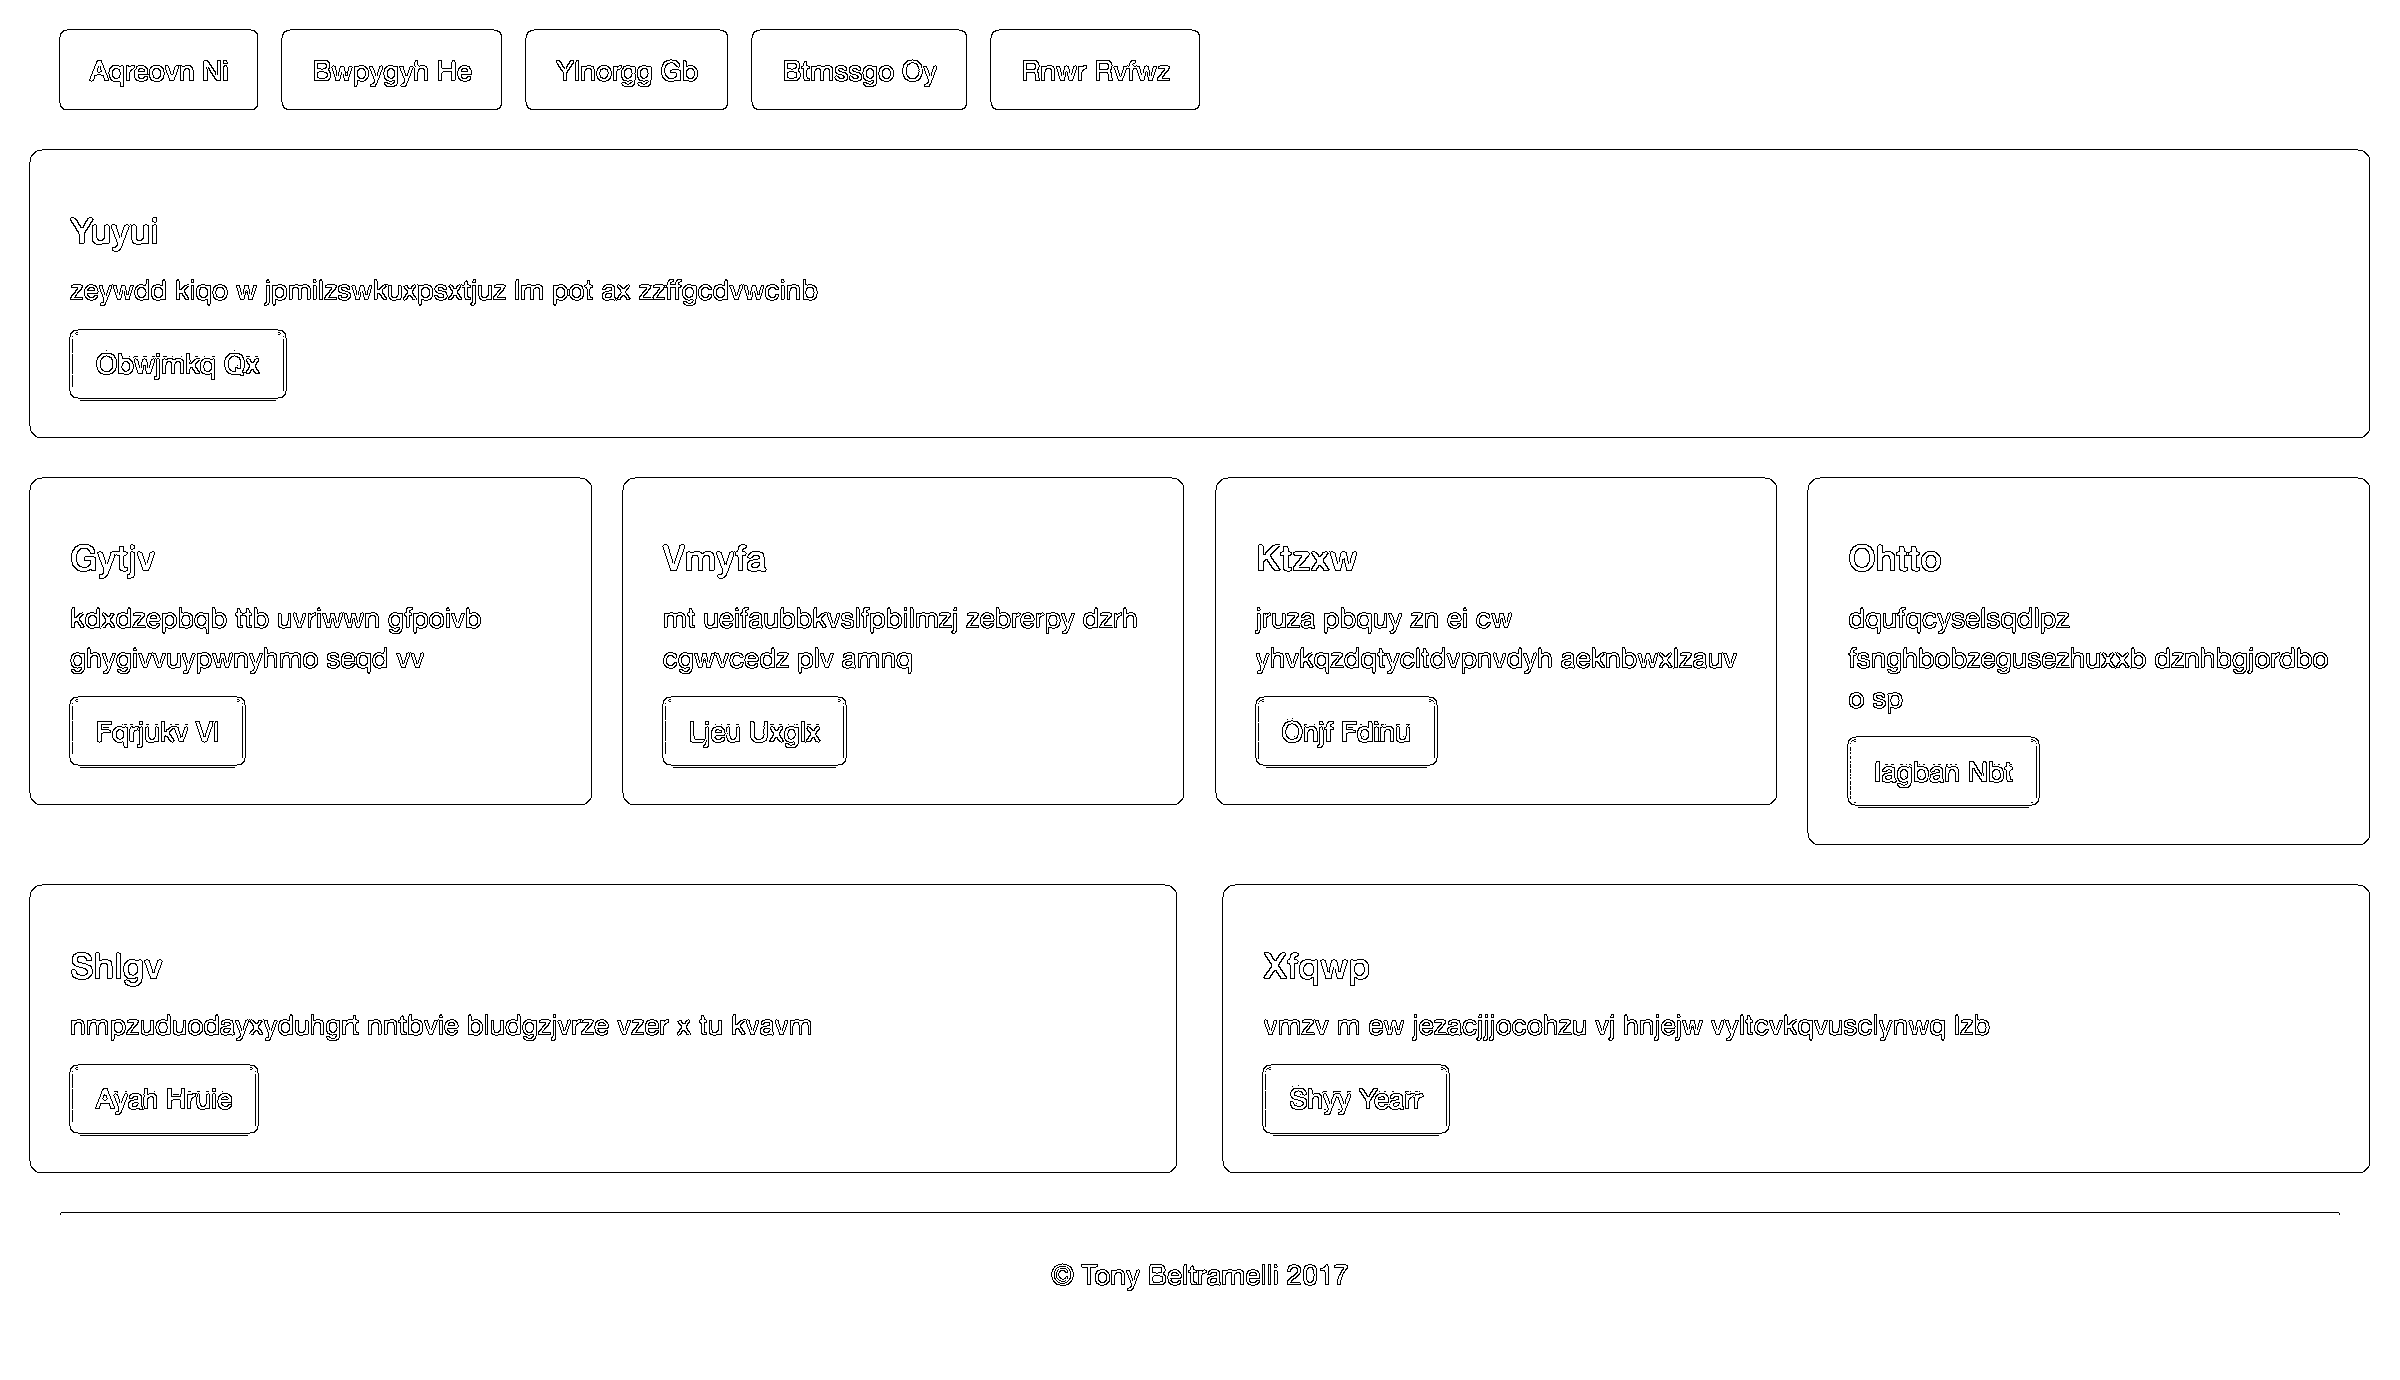 Aqreovn Ni
Bwpygyh He
Ylnorgg Gb
Btmssgo Oy
Rnwr Rvfwz
Yuyui
zeywdd kiqo w jpmilzswkuxpsxtjuz lm pot ax zzffgcdvwcinb
Obwjmkq Qx
Gytjv
kdxdzepbqb ttb uvriwwn gfpoivb
ghygivvuypwnyhmo seqd vv
Fqrjukv Vl
Vmyfa
mt ueifaubbkvslfpbilmzj zebrerpy dzrh
cgwvcedz plv amnq
Ljeu Uxglx
Ktzxw
jruza pbquy zn ei cw
yhvkqzdqtycltdvpnvdyh aeknbwxlzauv
Onjf Fdinu
Ohtto
dqufqcyselsqdlpz
fsnghbobzegusezhuxxb dznhbgjordbo
o sp
Iagban Nbt
Shlgv
nmpzuduodayxyduhgrt nntbvie bludgzjvrze vzer x tu kvavm
Ayah Hruie
Xfqwp
vmzv m ew jezacjjjocohzu vj hnjejw vyltcvkqvusclynwq lzb
Shyy Yearr
© Tony Beltramelli 2017